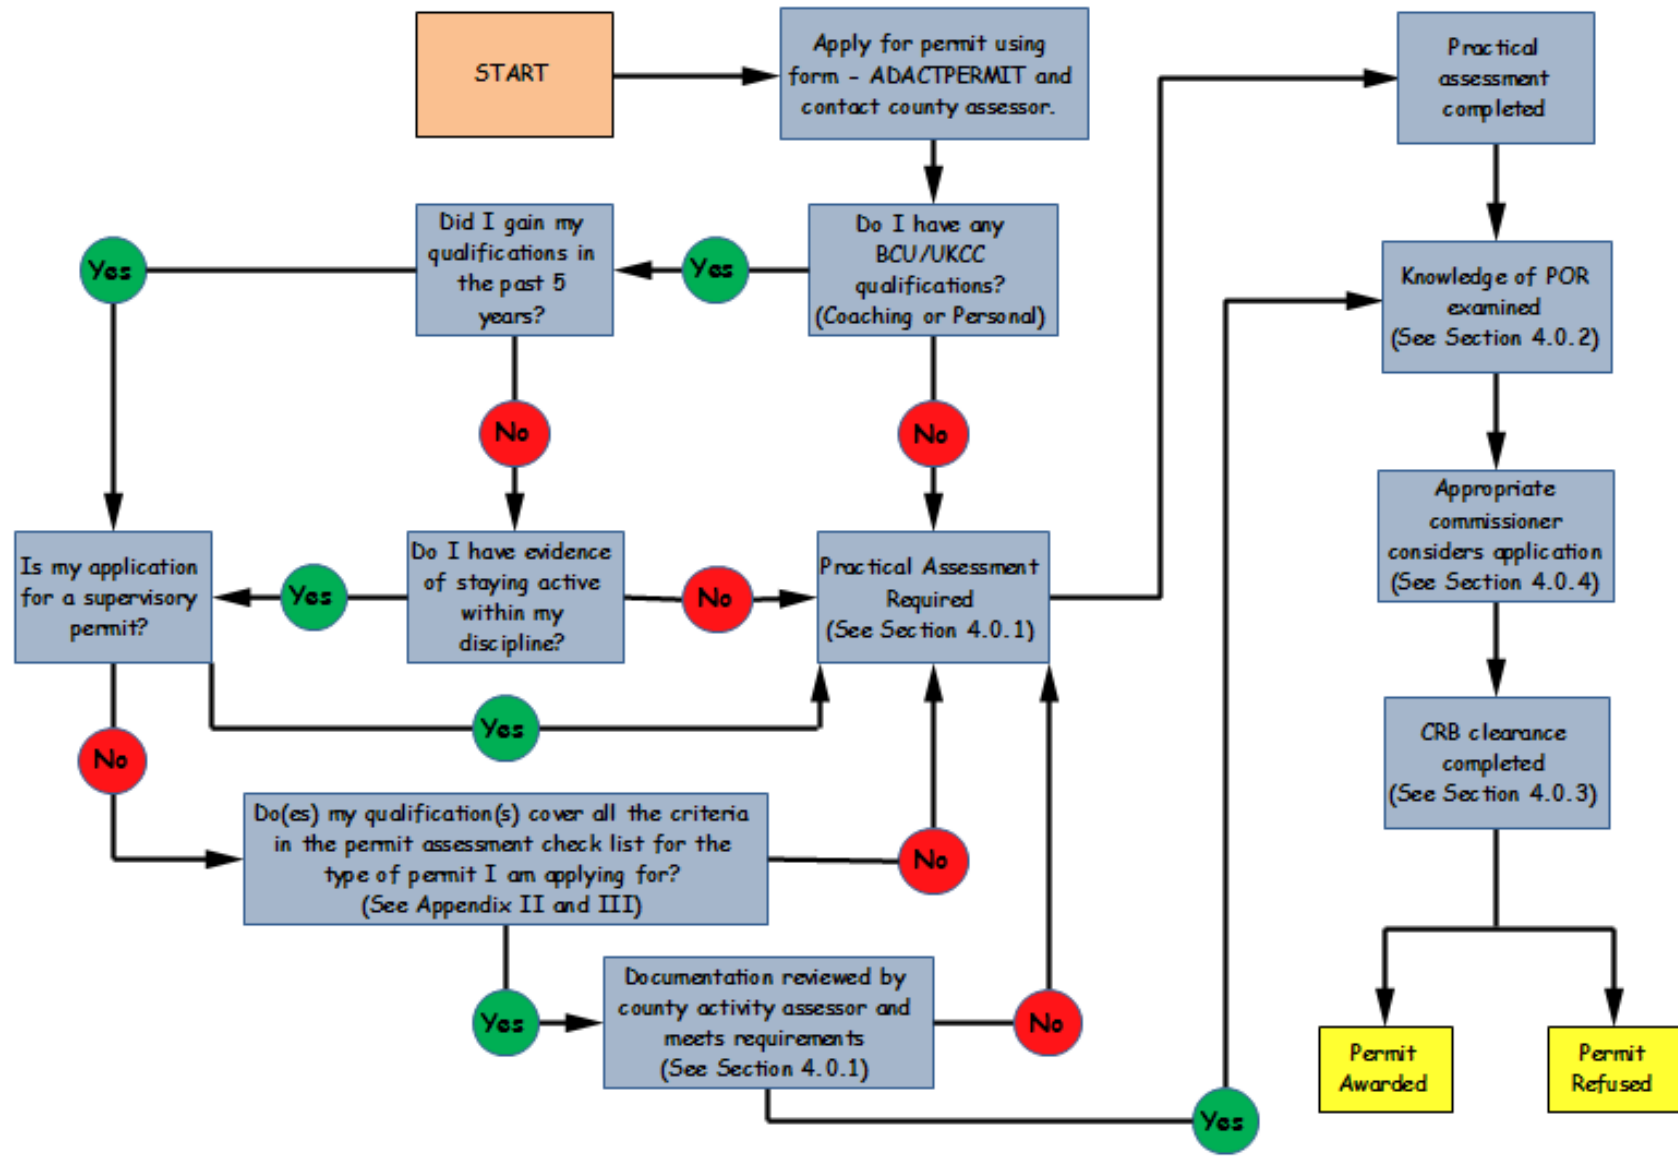 START
Apply for permit using
form - ADACTPERMIT and
contact county assessor.
Practical
assessment
completed
Did I gain my
qualifications in
the past 5
years?
Yes
Yes
Do I have any
BCU/UKCC
qualifications?
(Coaching or Personal)
Knowledge of POR
examined
(See Section 4.0.2)
No
No
Appropriate
commissioner
considers application
(See Section 4.0.4)
Is my application
for a supervisory
permit?
Yes
Do I have evidence
of staying active
within my
discipline?
No
Practical Assessment
Required
(See Section 4.0.1)
Yes
No
CRB clearance
completed
(See Section 4.0.3)
Do(es) my qualification(s) cover all the criteria
in the permit assessment check list for the
type of permit I am applying for?
(See Appendix II and III)
No
Yes
Documentation reviewed by
county activity assessor and
meets requirements
(See Section 4.0.1)
No
Yes
Permit
Awarded
Permit
Refused